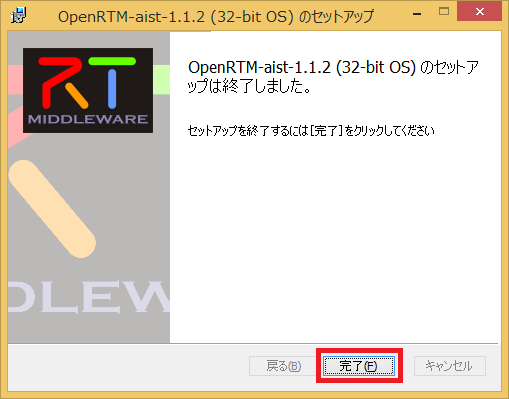 OpenRTM-aist-1.1.2 (32-bit OS) のセットアップ
RT
MIDDLEWARE
OpenRTM-aist-1.1.2 (32-bit OS) のセットア
ップは終了しました。
セットアップを終了するには[完了]をクリックしてください
DLEWA
戻る(B)
完了(F)
キャンセル